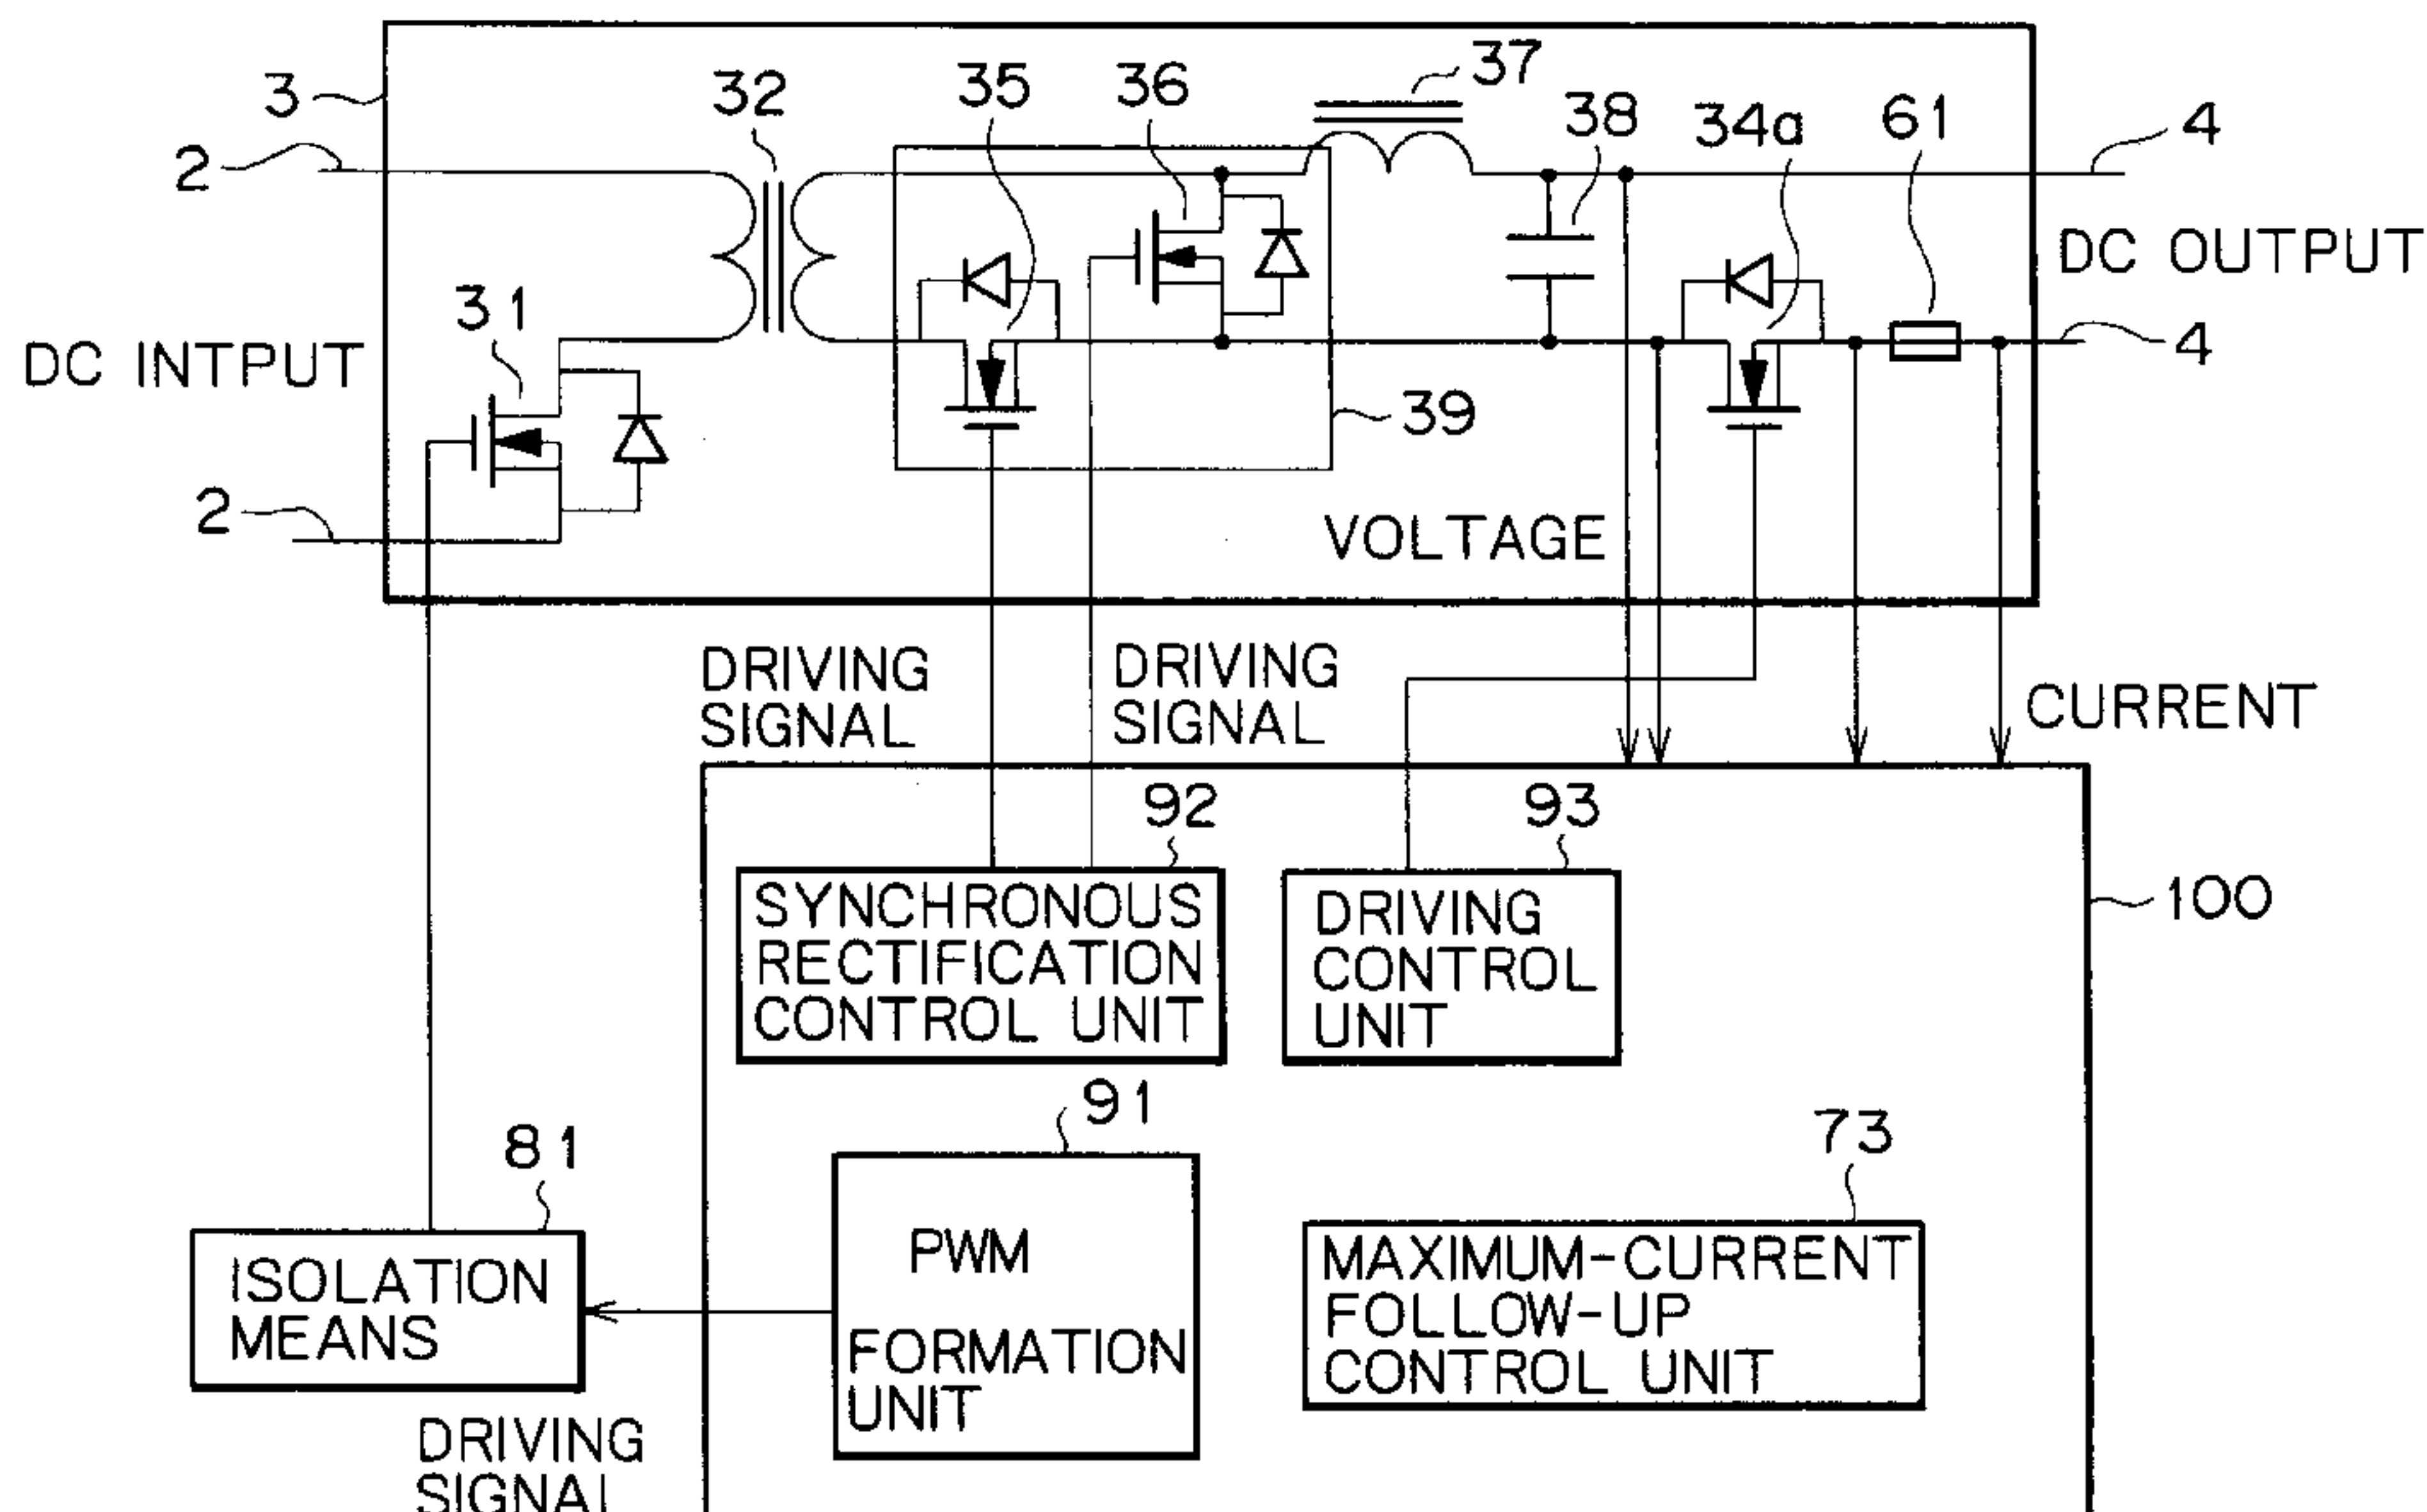 3
2
32
35
36
37
38
34a
61
4
DC OUTPUT
4
DC INTPUT
31
39
2
VOLTAGE
DRIVING
SIGNAL
DRIVING
SIGNAL
CURRENT
92
93
100
SYNCHRONOUS
RECTIFICATION
CONTROL UNIT
DRIVING
CONTROL
UNIT
91
73
81
PWM
FORMATION
UNIT
MAXIMUM-CURRENT
FOLLOW-UP
CONTROL UNIT
ISOLATION
MEANS
DRIVING
SIGNAL